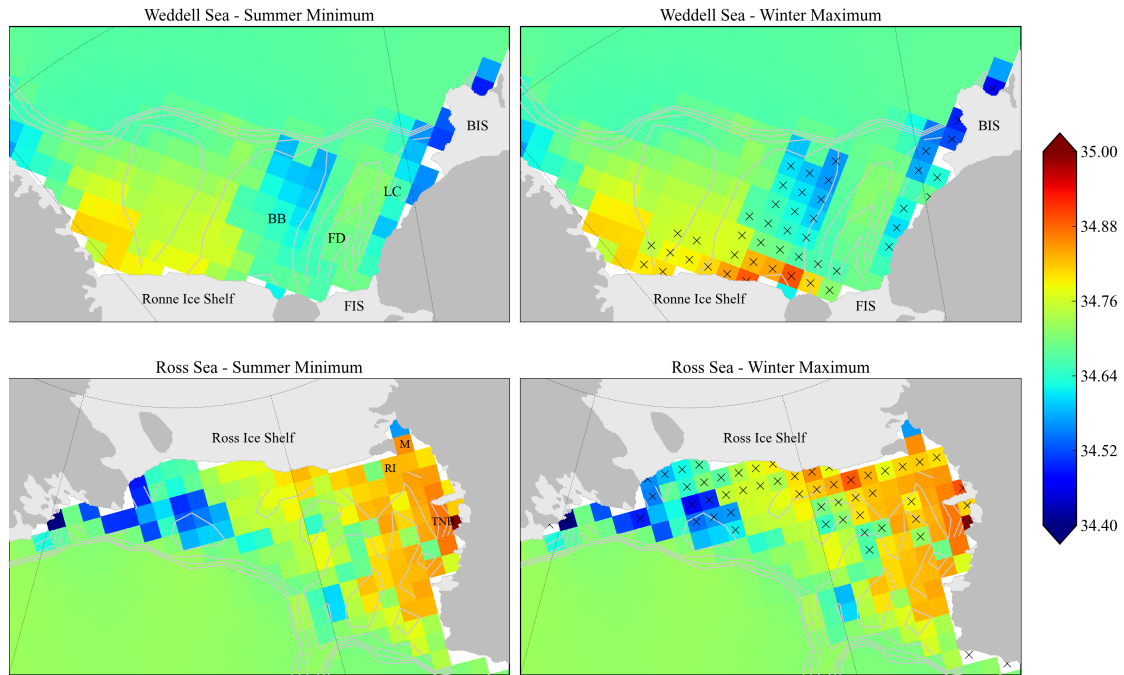 Weddell Sea - Summer Minimum
Weddell Sea - Winter Maximum
BIS
BIS
LC
BB
FD
Ronne Ice Shelf
FIS
Ronne Ice Shelf
FIS
35.00
34.88
34.76
34.64
34.52
34.40
Ross Sea - Summer Minimum
Ross Sea - Winter Maximum
Ross Ice Shelf
M
Ross Ice Shelf
RI
TNB